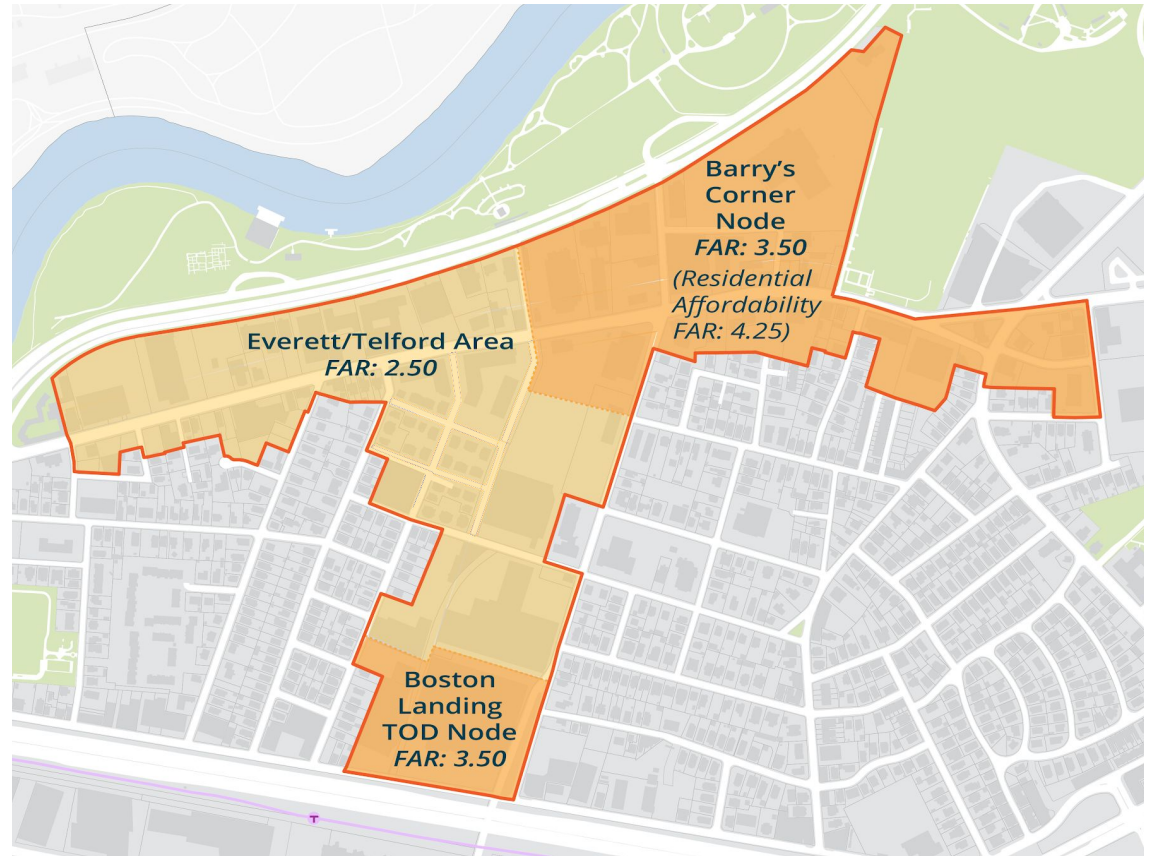 Barry’s
Corner
Node
FAR: 3.50
(Residential
Affordability
FAR: 4.25)
Everett/Telford Area
FAR: 2.50
Boston
Landing
TOD Node
FAR: 3.50
T